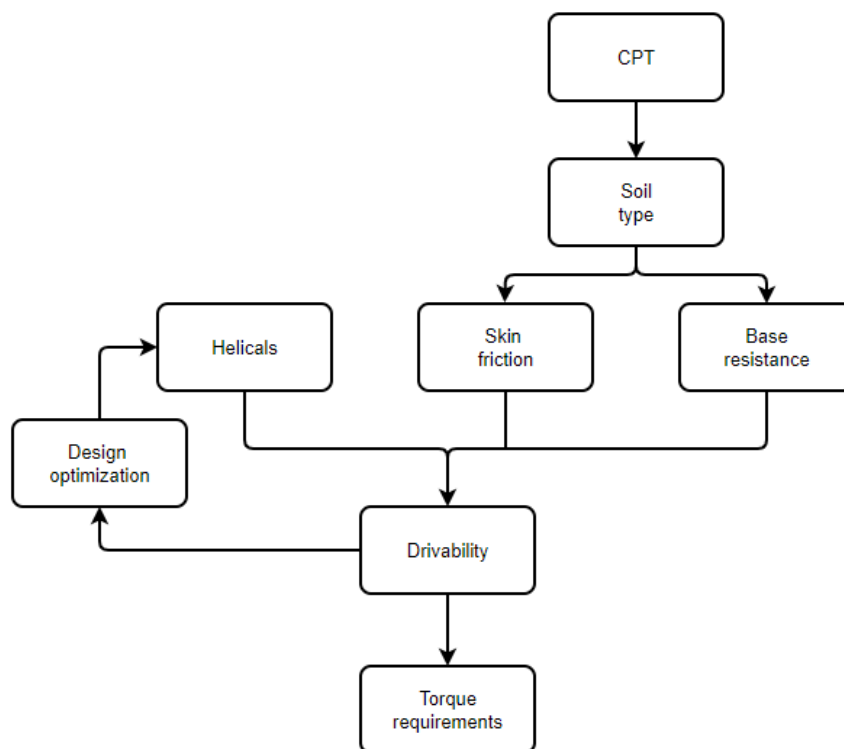 CPT
Soil
type
Helicals
Skin
friction
Base
resistance
Design
optimization
Drivability
Torque
requirements